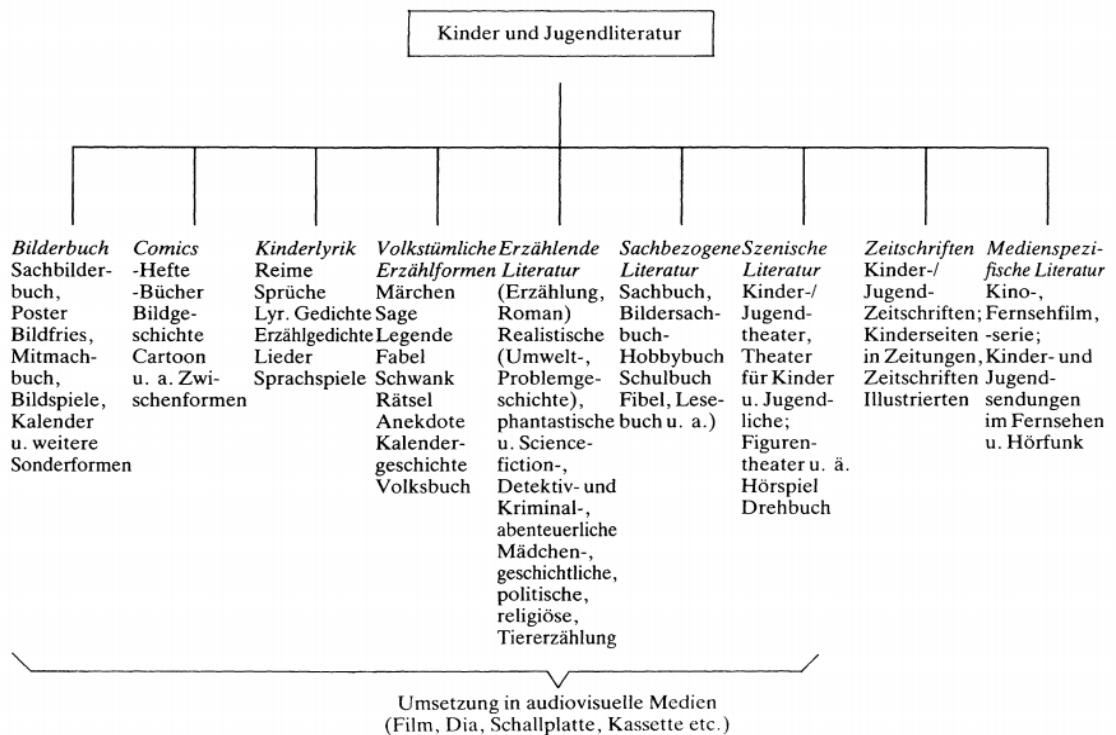 Kinder und Jugendliteratur
Bilderbuch
Sachbilder-
buch,
Poster
Bildfries,
Mitmach-
buch,
Bildspiele,
Kalender
u. weitere
Sonderformen
Comics
-Hefte
-Bücher
Bildge-
schichte
Cartoon
u. a. Zwi-
schenformen
Kinderlyrik
Reime
Sprüche
Lyr. Gedichte
Erzählgedichte
Lieder
Sprachspiele
Volkstümliche
Erzählformen
Märchen
Sage
Legende
Fabel
Schwank
Rätsel
Anekdote
Kalender-
geschichte
Volksbuch
Erzählende
Literatur
(Erzählung,
Roman)
Realistische
(Umwelt-,
Problemge-
schichte),
phantastische
u. Science-
fiction-,
Detektiv- und
Kriminal-,
abenteuerliche
Mädchen-,
geschichtliche,
politische,
religiöse,
Tiererzählung
Sachbezogene
Literatur
Sachbuch,
Bildersach-
buch-
Hobbybuch
Schulbuch
Fibel, Lese-
buch u. a.)
Szenische
Literatur
Kinder-/
Jugend-
theater,
Theater
für Kinder
u. Jugend-
liche;
Figuren-
theater u. ä.
Hörspiel
Drehbuch
Zeitschriften
Kinder-/
Jugend-
Zeitschriften;
Kinderseiten
in Zeitungen,
Zeitschriften
Illustrierten
Medienspezi-
fische Literatur
Kino-,
Fernsehfilm,
-serie;
Kinder- und
Jugend-
sendungen
im Fernsehen
u. Hörfunk
Umsetzung in audiovisuelle Medien
(Film, Dia, Schallplatte, Kassette etc.)